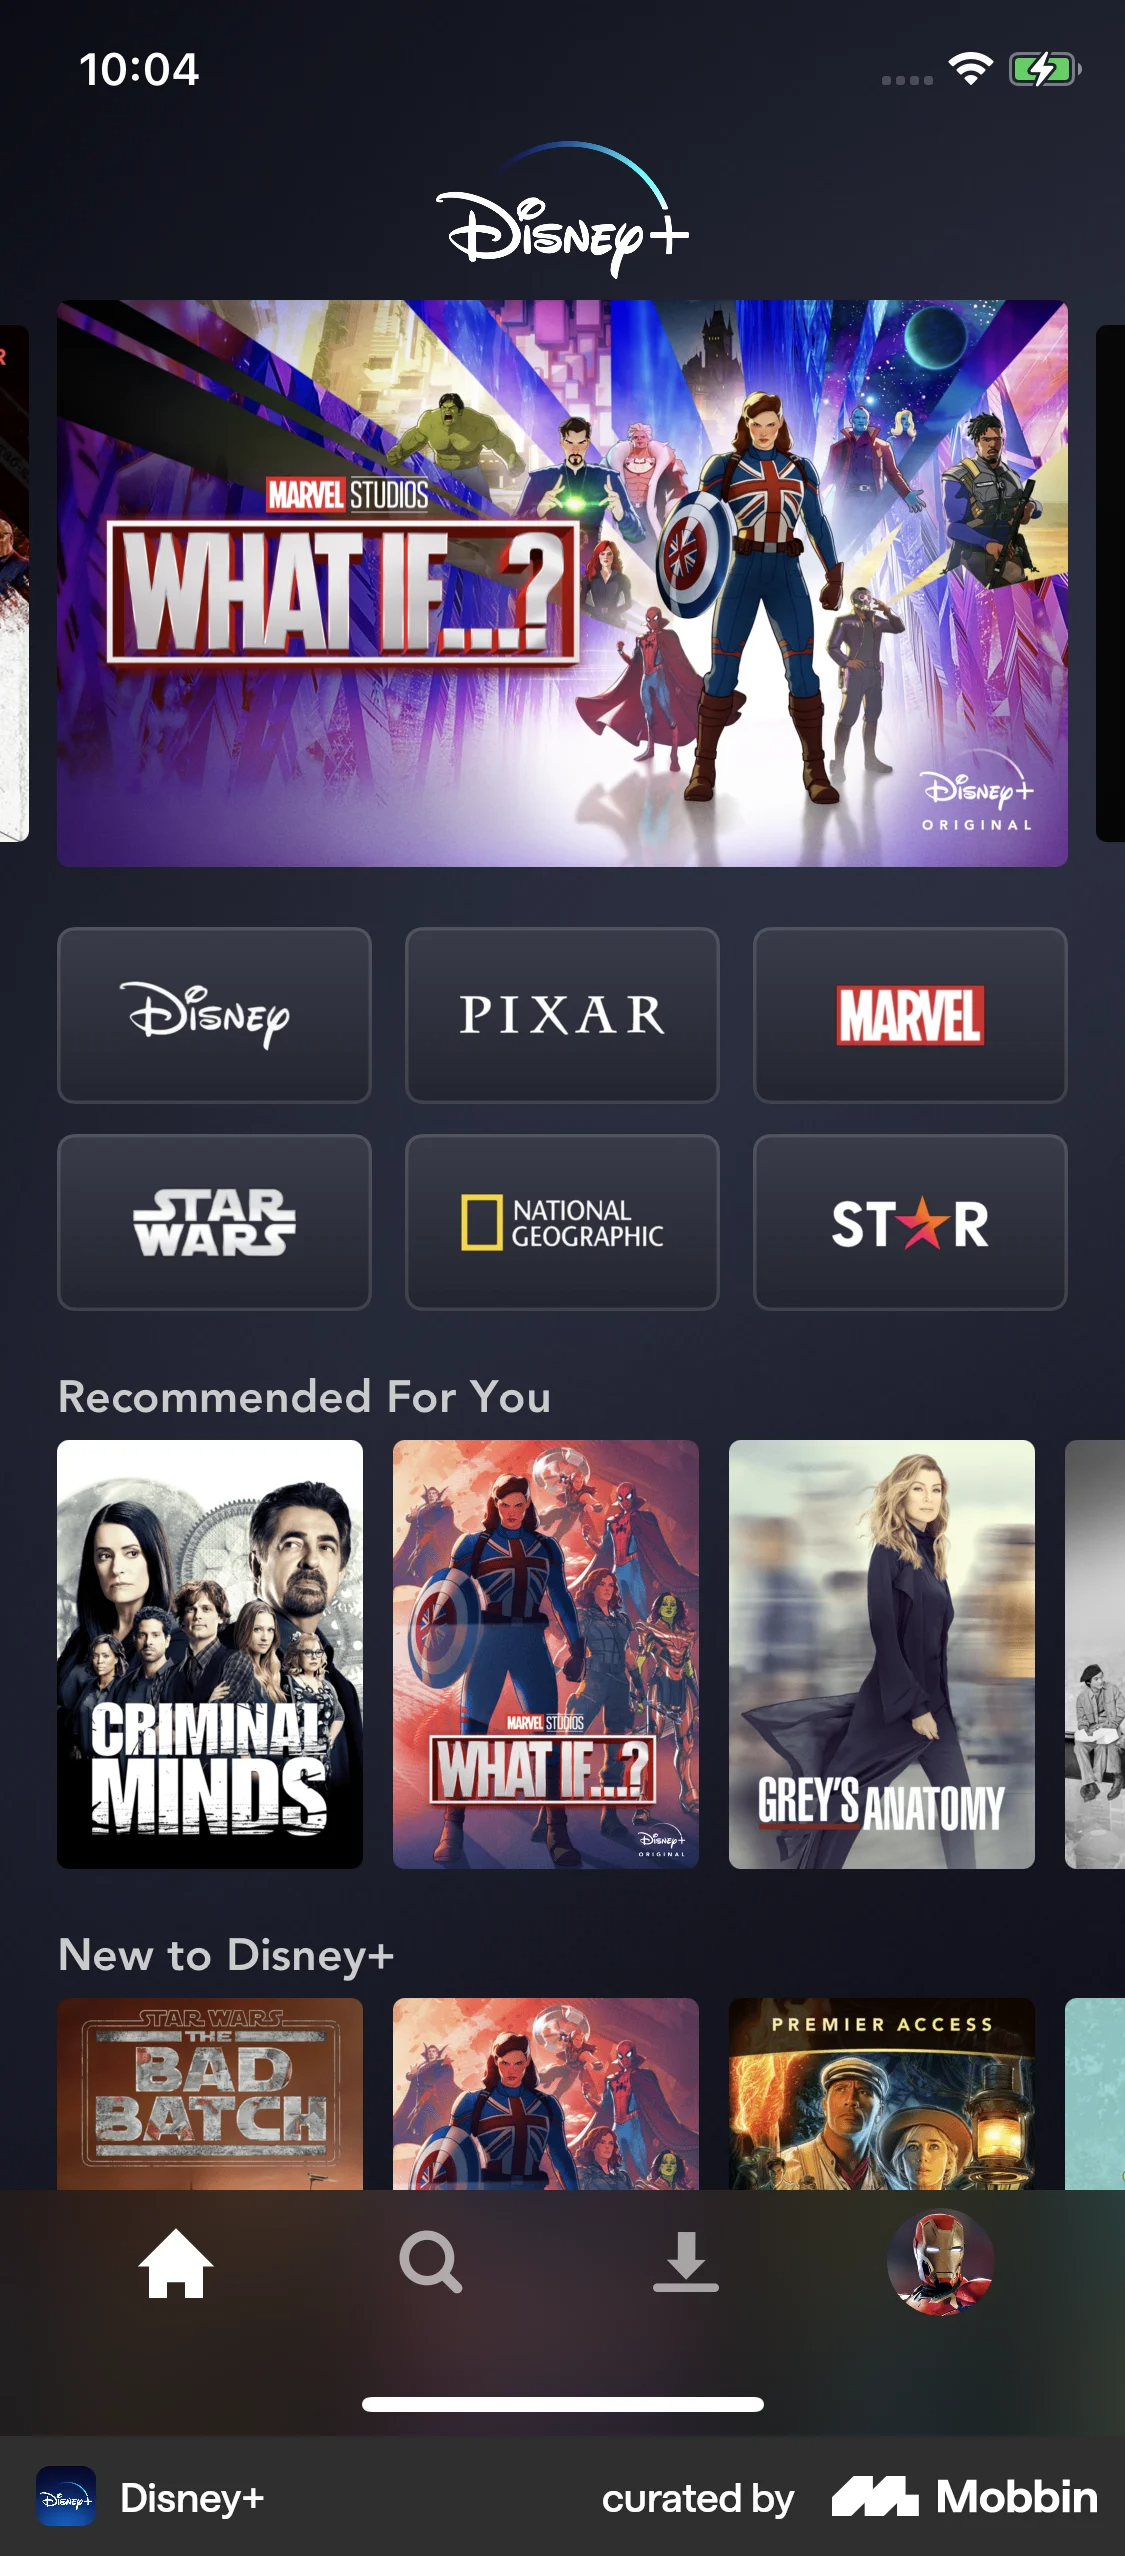 10:04
Disney+
R
MARVEL STUDIOS
WHAT IF...?
Disney+
ORIGINAL
Disney
PIXAR
MARVEL
STAR
WARS
NATIONAL
GEOGRAPHIC
STAR
Recommended For You
CRIMINAL
MINDS
MARVEL STUDIOS
WHAT IF...?
Disney+
ORIGINAL
GREY'S ANATOMY
New to Disney+
STAR WARS
THE
BAD
BATCH
PREMIER ACCESS
Disney+
Disney+
curated by
Mobbin